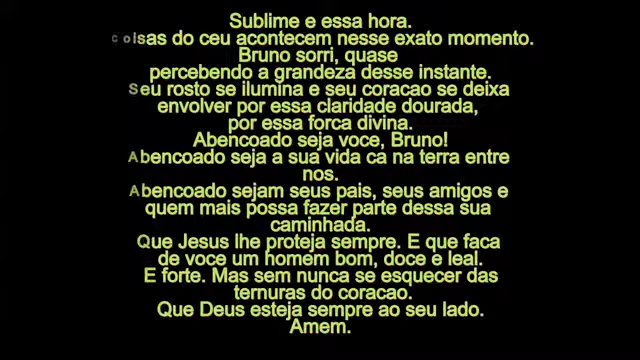 Sublime e essa hora.
coisas do ceu acontecem nesse exato momento.
Bruno sorri, quase
percebendo a grandeza desse instante.
Seu rosto se ilumina e seu coracao se deixa
envolver por essa claridade dourada,
por essa forca divina.
Abencoado seja voce, Bruno!
Abencoado seja a sua vida ca na terra entre
nos.
Abencoado sejam seus pais, seus amigos e
quem mais possa fazer parte dessa sua
caminhada.
Que Jesus lhe proteja sempre. E que faca
de voce um homem bom, doce e leal.
E forte. Mas sem nunca se esquecer das
ternuras do coracao.
Que Deus esteja sempre ao seu lado.
Amem.